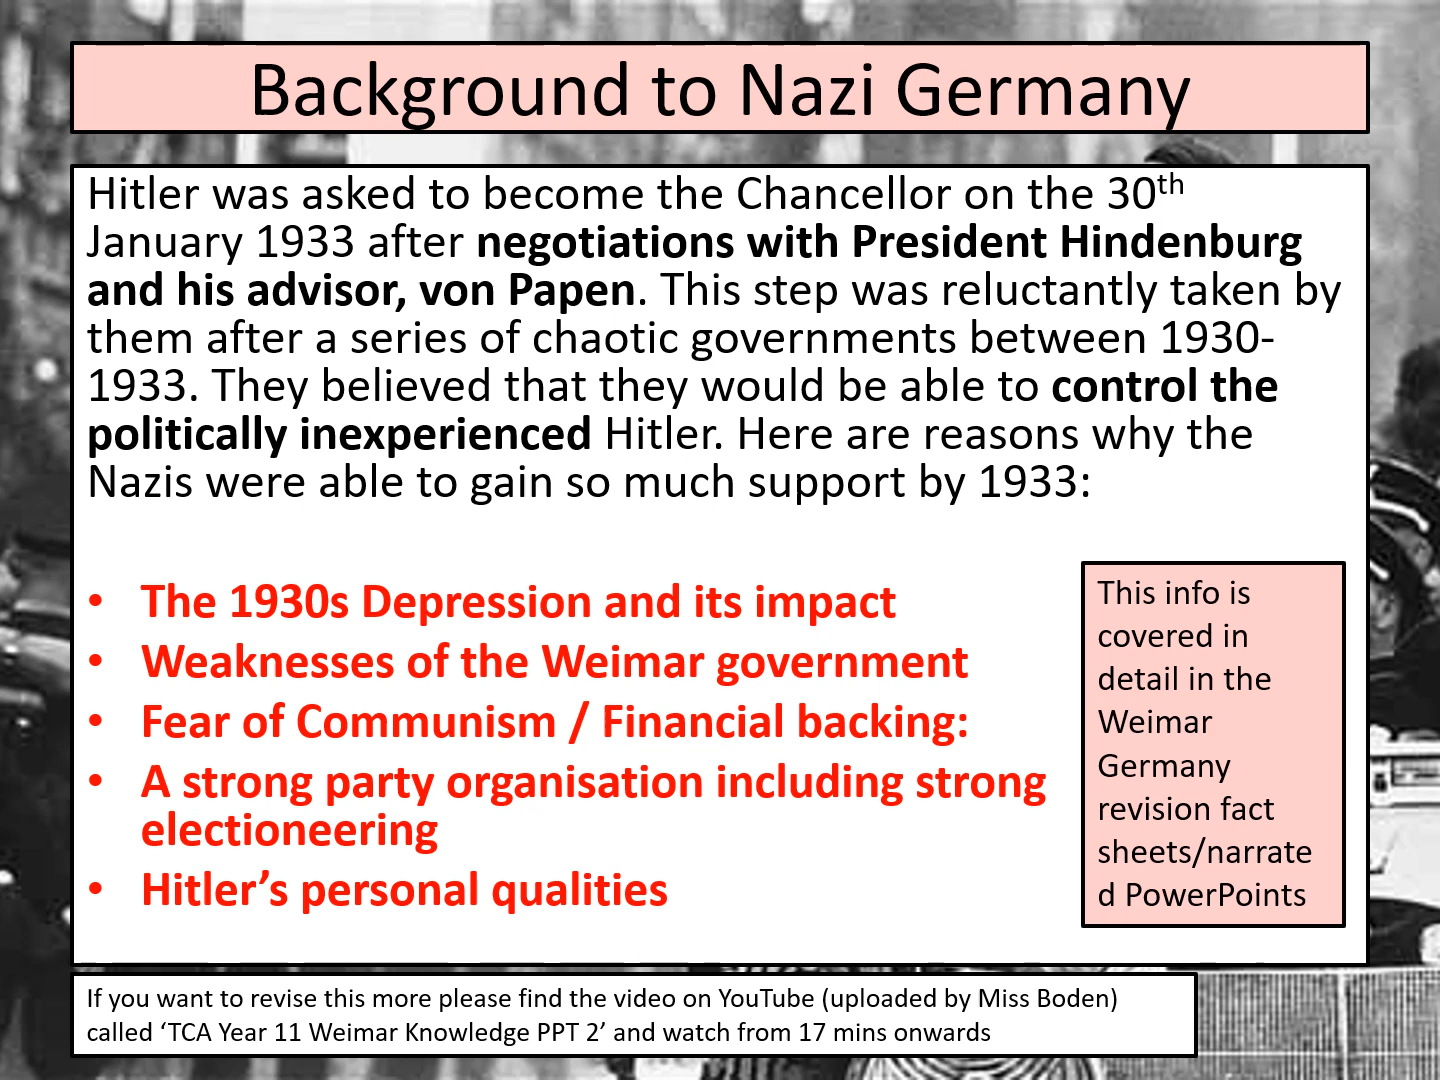 Background to Nazi Germany
Hitler was asked to become the Chancellor on the 30th
January 1933 after negotiations with President Hindenburg
and his advisor, von Papen. This step was reluctantly taken by
them after a series of chaotic governments between 1930-
1933. They believed that they would be able to control the
politically inexperienced Hitler. Here are reasons why the
Nazis were able to gain so much support by 1933:
• The 1930s Depression and its impact
• Weaknesses of the Weimar government
• Fear of Communism / Financial backing:
• A strong party organisation including strong
electioneering
• Hitler’s personal qualities
This info is
covered in
detail in the
Weimar
Germany
revision fact
sheets/narrate
d PowerPoints
If you want to revise this more please find the video on YouTube (uploaded by Miss Boden)
called ‘TCA Year 11 Weimar Knowledge PPT 2’ and watch from 17 mins onwards